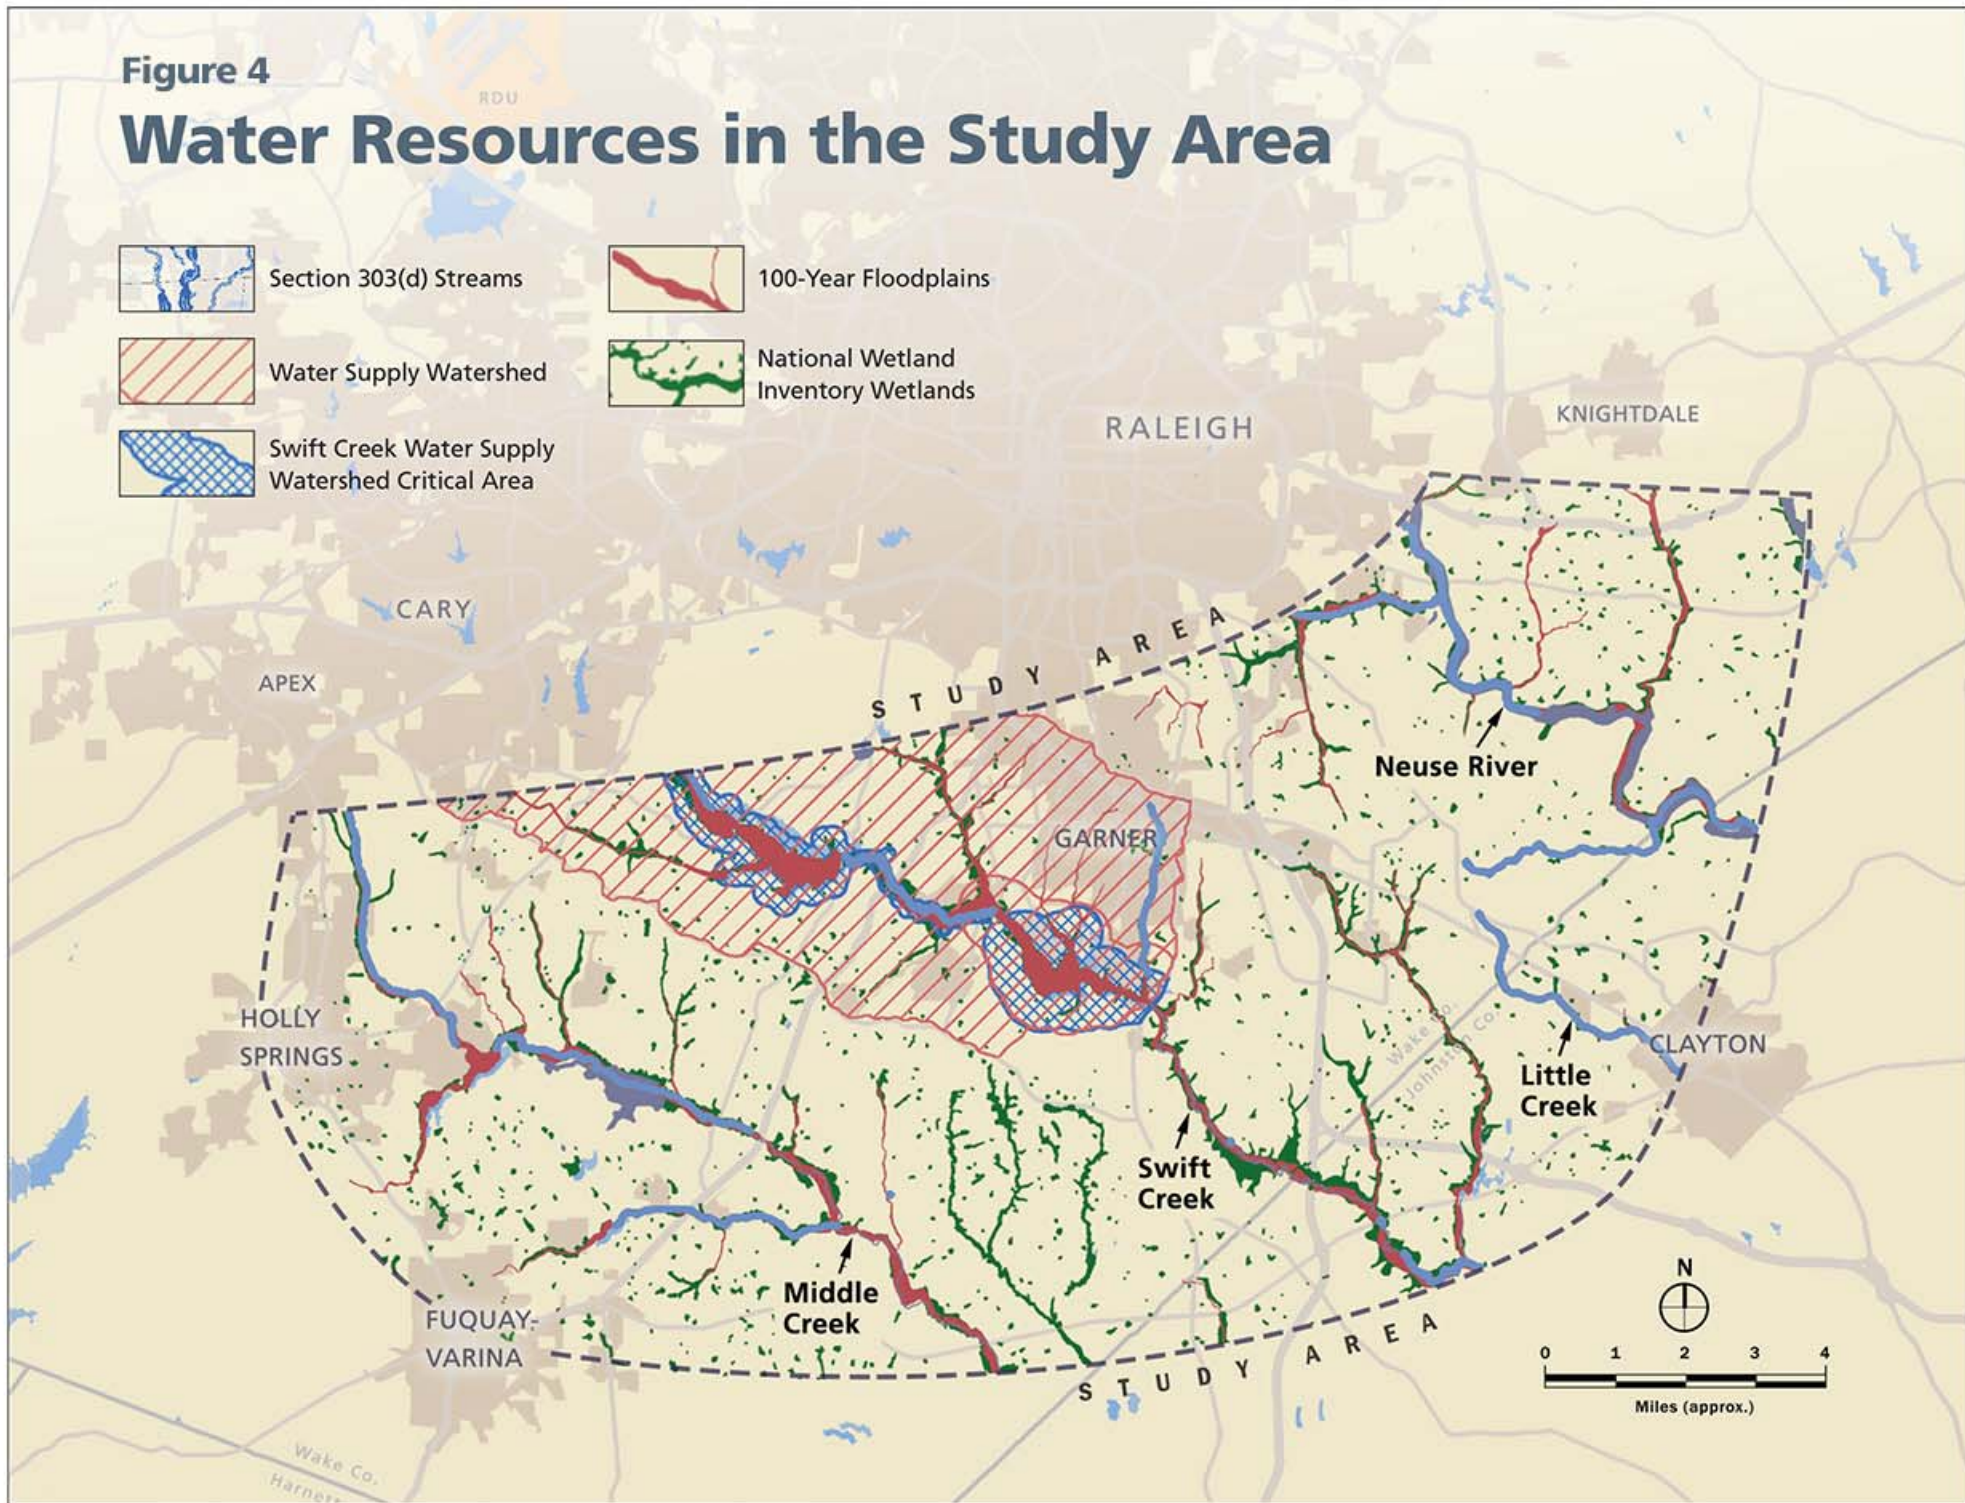 Figure 4
RDU
Water Resources in the Study Area
Section 303(d) Streams
100-Year Floodplains
Water Supply Watershed
National Wetland
Inventory Wetlands
Swift Creek Water Supply
Watershed Critical Area
RALEIGH
KNIGHTDALE
CARY
APEX
STUDY AREA
Neuse River
GARNER
HOLLY
SPRINGS
Wake Co.
Johnston Co.
CLAYTON
Little
Creek
Swift
Creek
Middle
Creek
FUQUAY-
VARINA
STUDY AREA
N
0 1 2 3 4
Miles (approx.)
Wake Co.